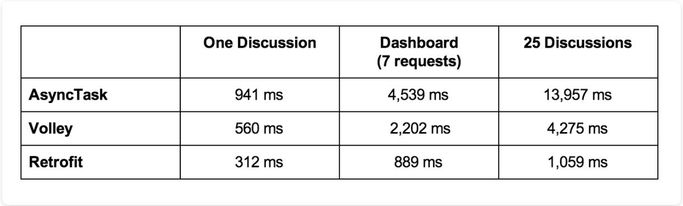 One Discussion Dashboard (7 requests) 25 Discussions
AsyncTask 941 ms 4,539 ms 13,957 ms
Volley 560 ms 2,202 ms 4,275 ms
Retrofit 312 ms 889 ms 1,059 ms